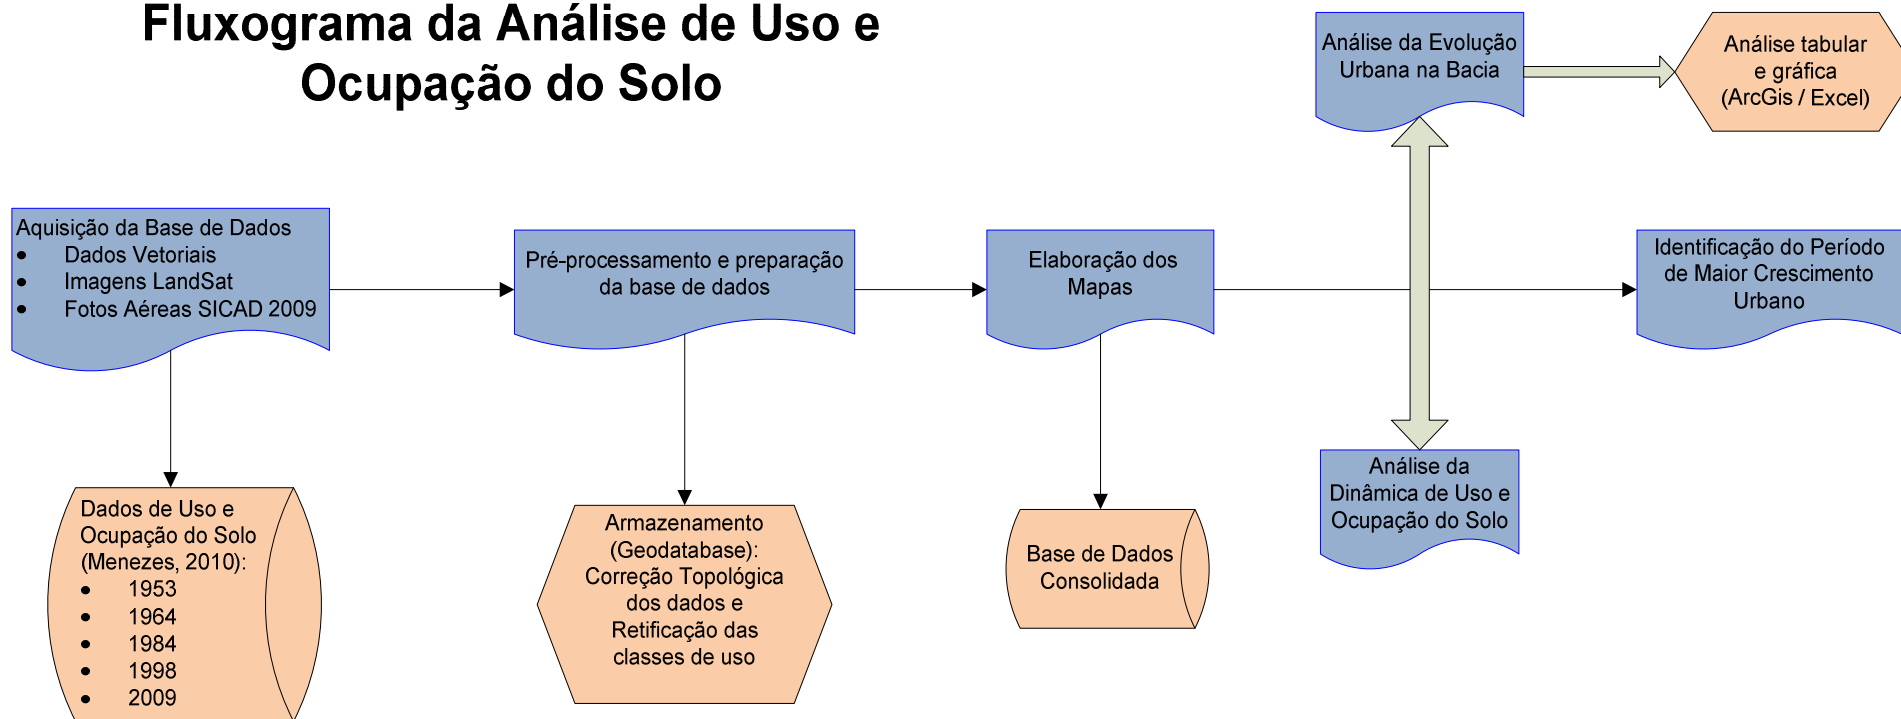 Fluxograma da Análise de Uso e
Ocupação do Solo
Análise da Evolução
Urbana na Bacia
Análise tabular
e gráfica
(ArcGis / Excel)
Aquisição da Base de Dados
• Dados Vetoriais
• Imagens LandSat
• Fotos Aéreas SICAD 2009
Pré-processamento e preparação
da base de dados
Elaboração dos
Mapas
Identificação do Período
de Maior Crescimento
Urbano
Dados de Uso e
Ocupação do Solo
(Menezes, 2010):
• 1953
• 1964
• 1984
• 1998
• 2009
Armazenamento
(Geodatabase):
Correção Topológica
dos dados e
Retificação das
classes de uso
Base de Dados
Consolidada
Análise da
Dinâmica de Uso e
Ocupação do Solo